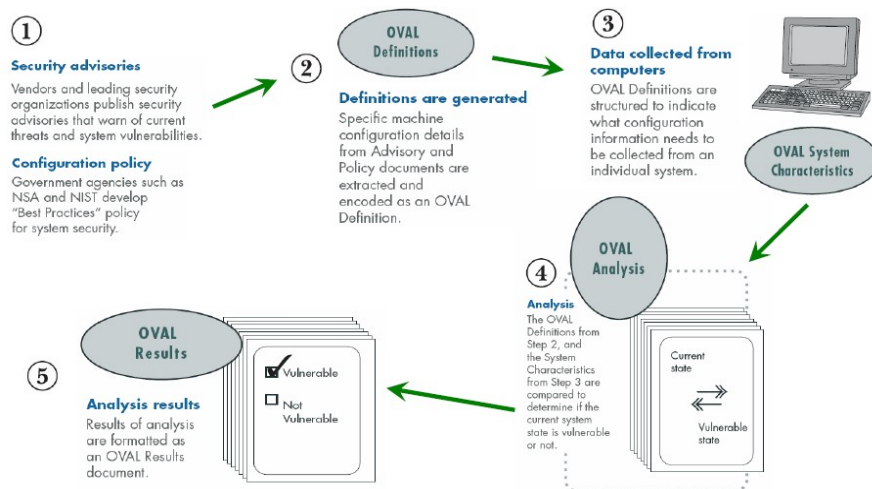 1
Security advisories
Vendors and leading security
organizations publish security
advisories that warn of current
threats and system vulnerabilities.
Configuration policy
Government agencies such as
NSA and NIST develop
"Best Practices" policy
for system security.
2
OVAL
Definitions
Definitions are generated
Specific machine
configuration details
from Advisory and
Policy documents are
extracted and
encoded as an OVAL
Definition.
3
Data collected from
computers
OVAL Definitions are
structured to indicate
what configuration
information needs to
be collected from an
individual system.
OVAL System
Characteristics
4
OVAL
Analysis
Analysis
The OVAL
Definitions from
Step 2, and
the System
Characteristics
from Step 3 are
compared to
determine if the
current system
state is vulnerable
or not.
Current
state
Vulnerable
state
5
OVAL
Results
Analysis results
Results of analysis
are formatted as
an OVAL Results
document.
Vulnerable
Not
Vulnerable